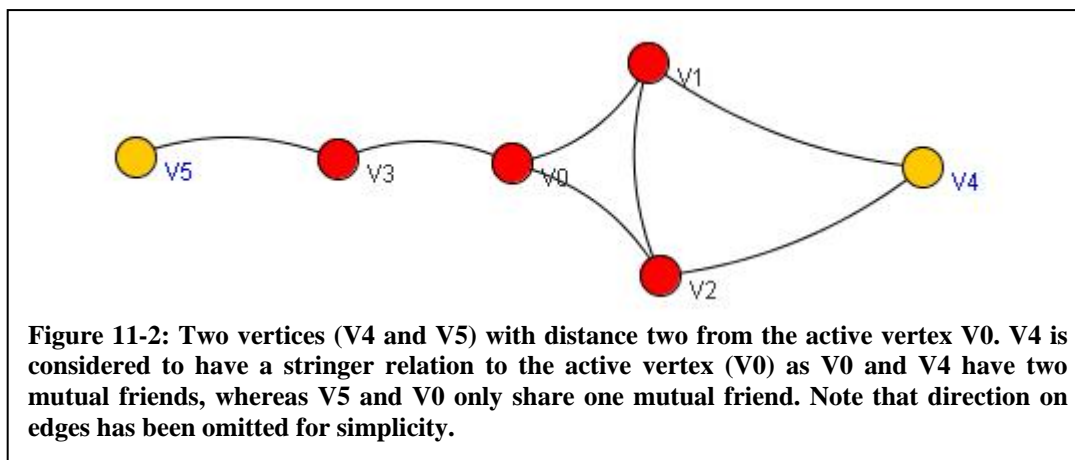 V1
V5
V3
V0
V4
V2
Figure 11-2: Two vertices (V4 and V5) with distance two from the active vertex V0. V4 is
considered to have a stringer relation to the active vertex (V0) as V0 and V4 have two
mutual friends, whereas V5 and V0 only share one mutual friend. Note that direction on
edges has been omitted for simplicity.